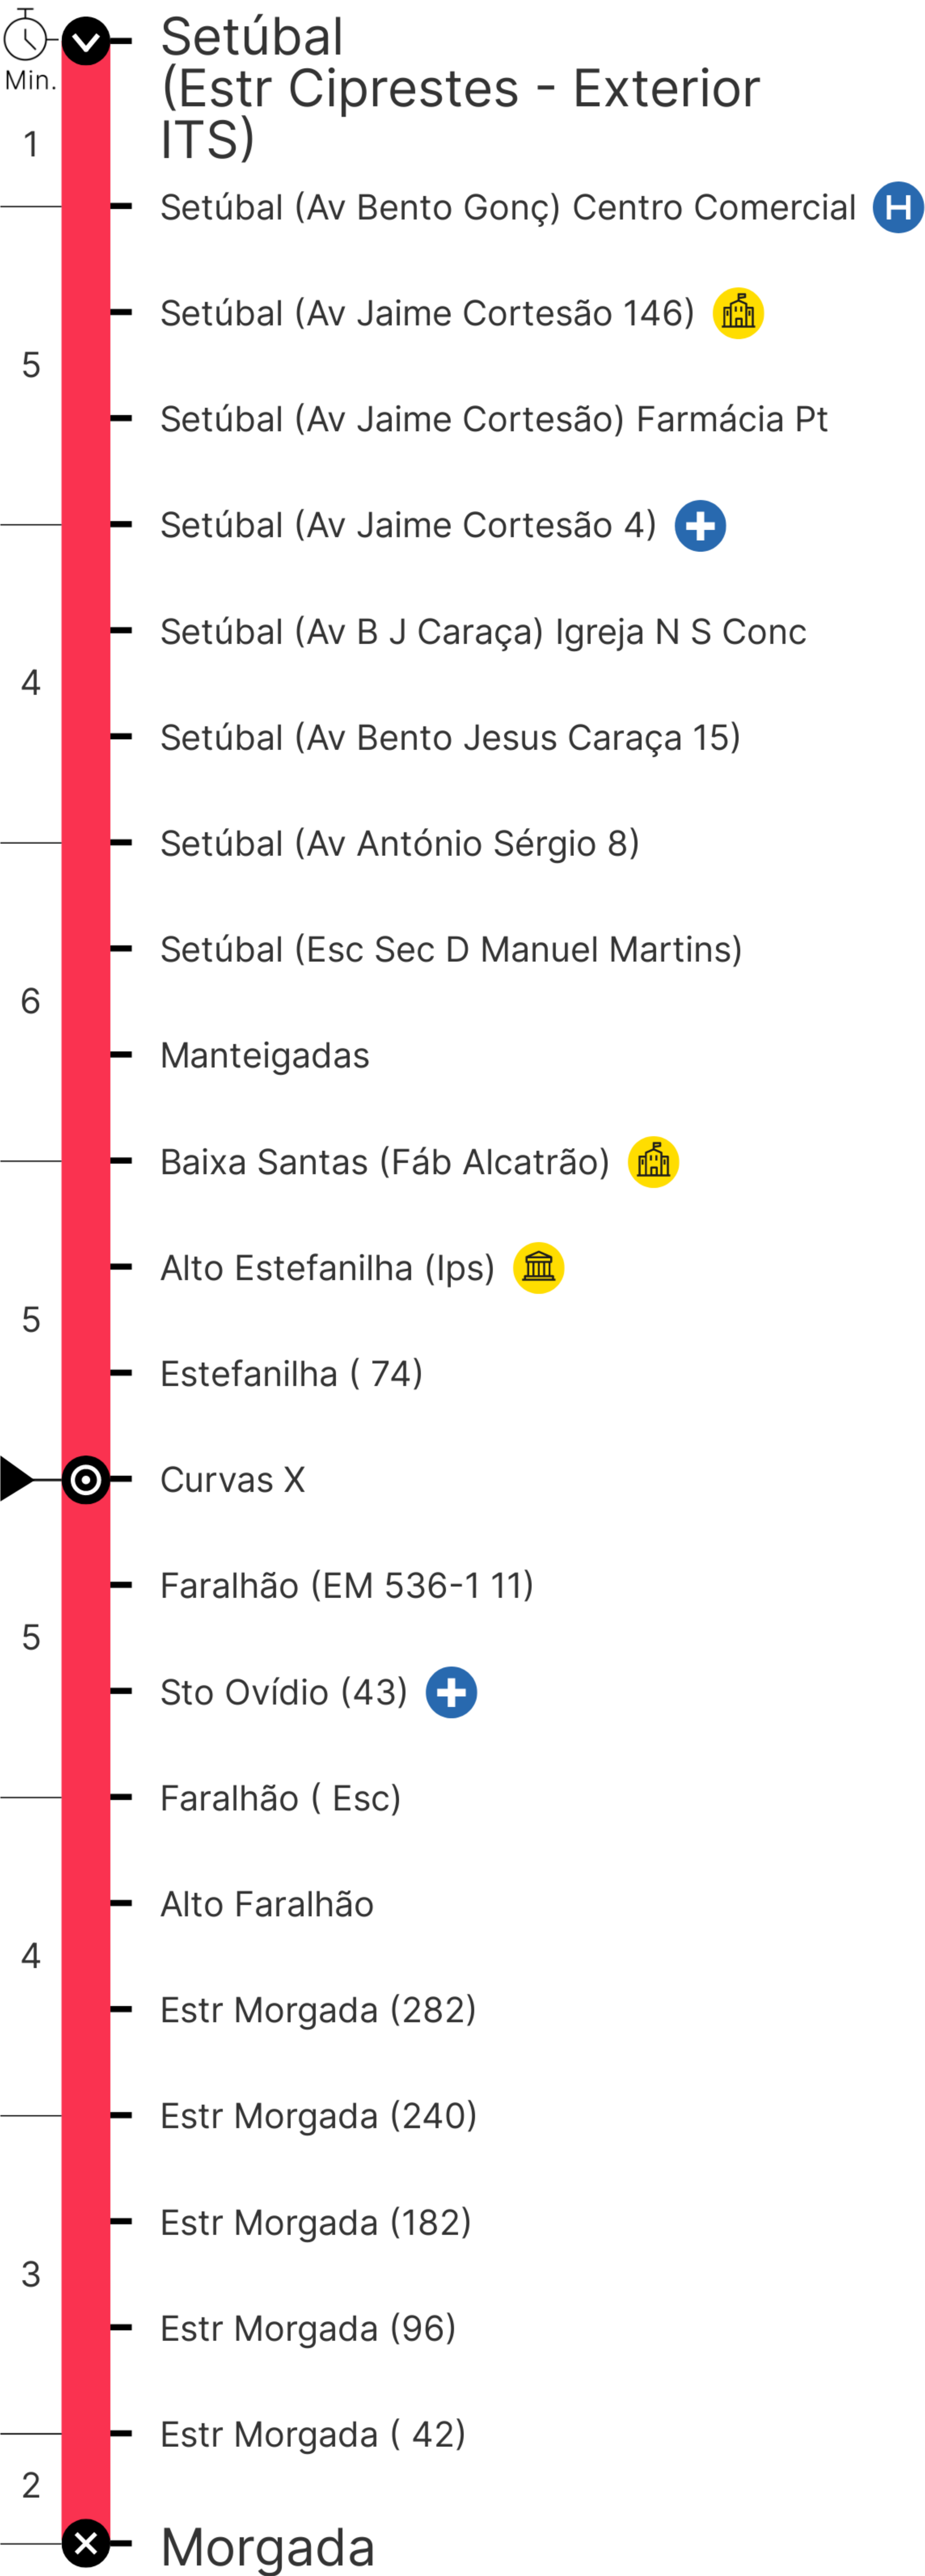 Min.
Setúbal
(Estr Ciprestes - Exterior
ITS)
1
Setúbal (Av Bento Gonç) Centro Comercial H
Setúbal (Av Jaime Cortesão 146)
5
Setúbal (Av Jaime Cortesão) Farmácia Pt
Setúbal (Av Jaime Cortesão 4)
Setúbal (Av B J Caraça) Igreja N S Conc
4
Setúbal (Av Bento Jesus Caraça 15)
Setúbal (Av António Sérgio 8)
Setúbal (Esc Sec D Manuel Martins)
6
Manteigadas
Baixa Santas (Fáb Alcatrão)
Alto Estefanilha (Ips)
5
Estefanilha ( 74)
Curvas X
Faralhão (EM 536-1 11)
5
Sto Ovídio (43)
Faralhão ( Esc)
Alto Faralhão
4
Estr Morgada (282)
Estr Morgada (240)
Estr Morgada (182)
3
Estr Morgada (96)
Estr Morgada ( 42)
2
Morgada